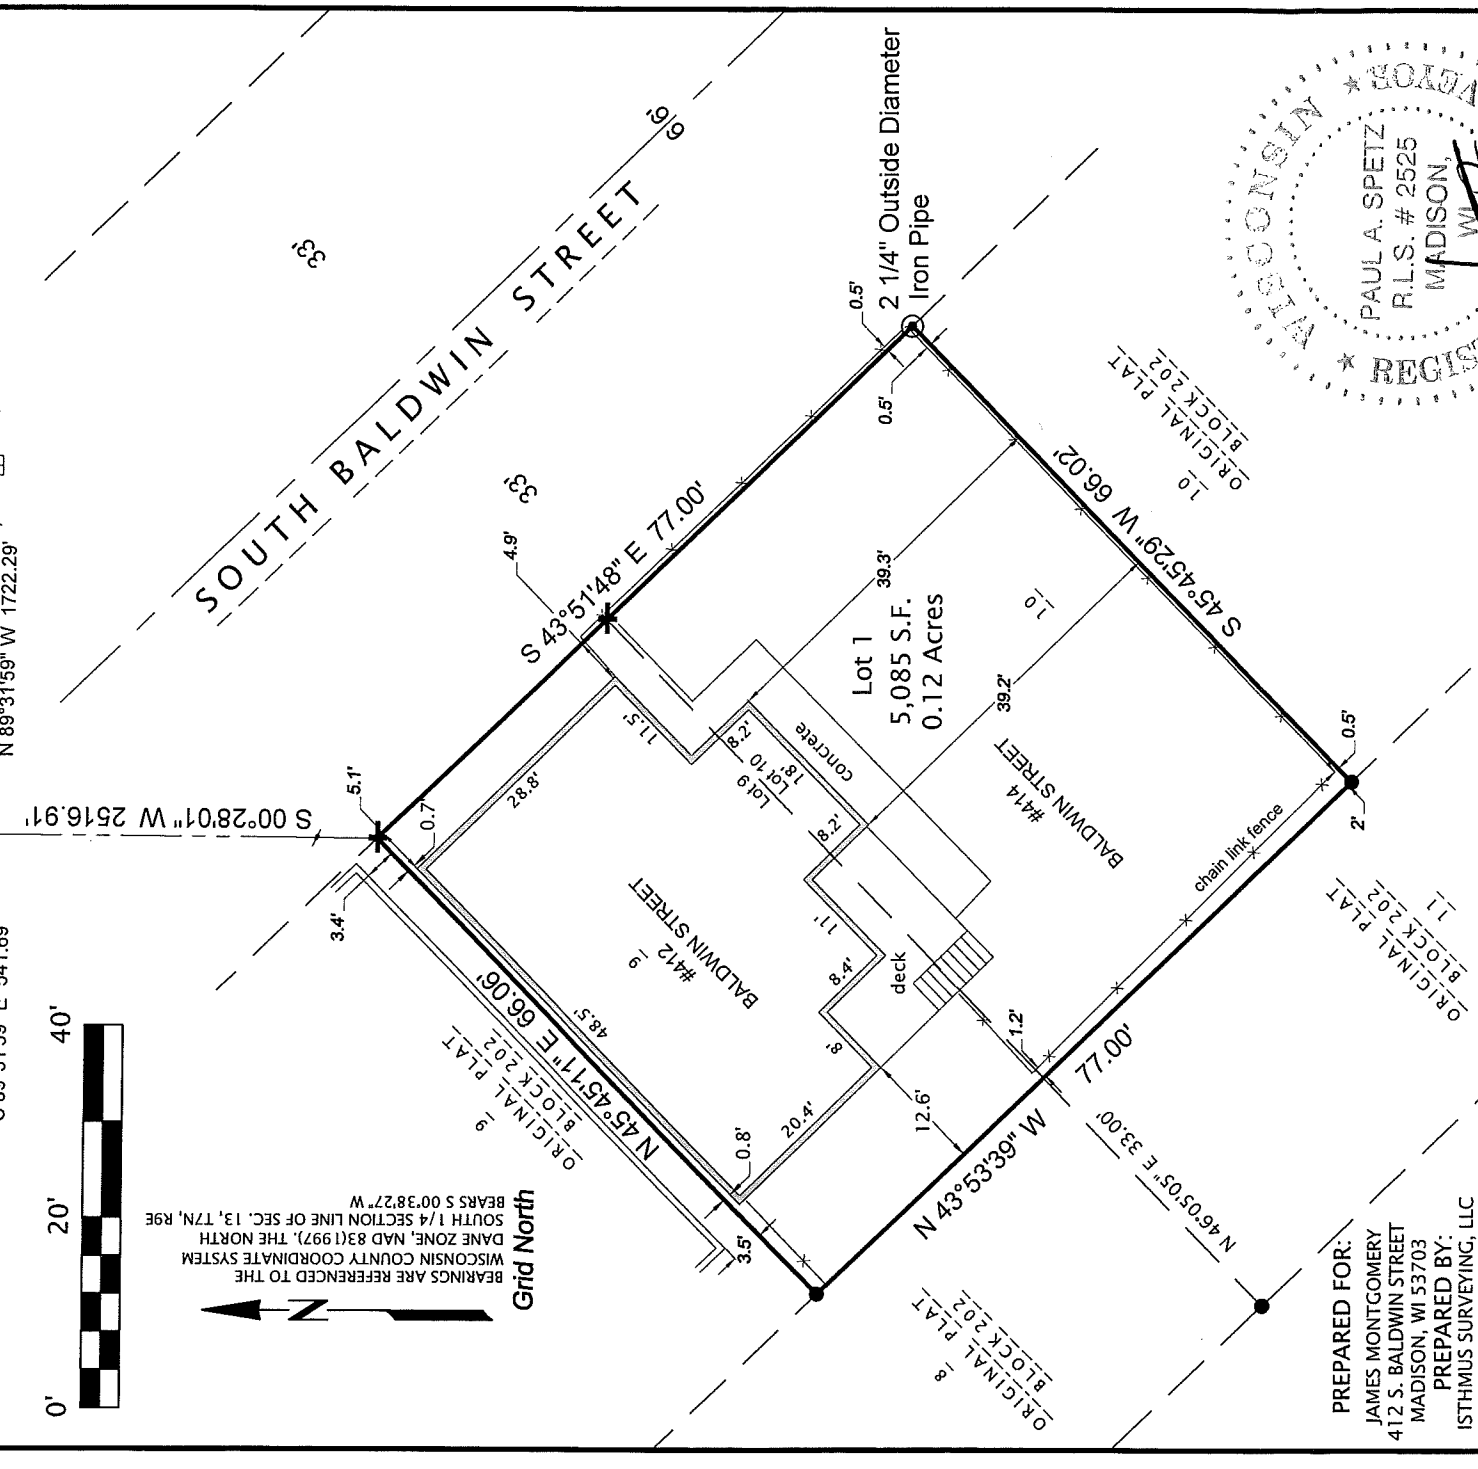 N 89°31'59" W 1722.29'
S 00°28'01" W 2516.91'
SOUTH BALDWIN STREET
33'
66'
33'
2 1/4" Outside Diameter
Iron Pipe
0.5'
0.5'
S 43°51'48" E 77.00'
4.9'
5.1'
0.7'
3.4'
28.8'
11.5'
8.2'
18'
8.2'
Lot 9
Lot 10
concrete
11'
8.4'
8'
deck
20.4'
48.5'
0.8'
3.5'
12.6'
1.2'
39.3'
39.2'
Lot 1
5,085 S.F.
0.12 Acres
10
BALDWIN STREET
#414
9
#412
BALDWIN STREET
S 45°45'29" W 66.02'
N 45°45'11" E 66.06'
N 43°53'39" W 77.00'
N 46°05'05" E 33.00'
chain link fence
0.5'
2'
10
ORIGINAL PLAT
BLOCK 202
ORIGINAL PLAT
BLOCK 202
11
9
ORIGINAL PLAT
BLOCK 202
8
ORIGINAL PLAT
BLOCK 202
0' 20' 40'
BEARINGS ARE REFERENCED TO THE
WISCONSIN COUNTY COORDINATE SYSTEM
DANE ZONE, NAD 83(1997). THE NORTH
SOUTH 1/4 SECTION LINE OF SEC. 13, T7N, R9E
BEARS S 00°38'27" W
N
Grid North
PREPARED FOR:
JAMES MONTGOMERY
412 S. BALDWIN STREET
MADISON, WI 53703
PREPARED BY:
ISTHMUS SURVEYING, LLC
WISCONSIN
PAUL A. SPETZ
R.L.S. # 2525
MADISON,